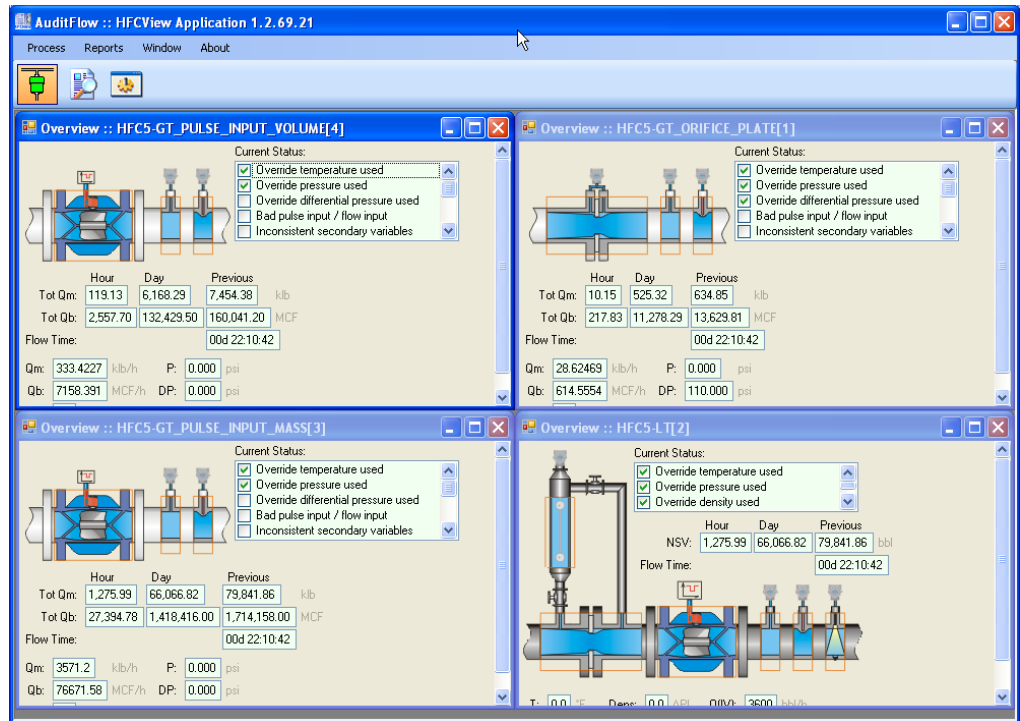 AuditFlow :: HFCView Application 1.2.69.21
Process Reports Window About
Overview :: HFC5-GT_PULSE_INPUT_VOLUME[4]
Current Status:
Override temperature used
Override pressure used
Override differential pressure used
Bad pulse input / flow input
Inconsistent secondary variables
Hour Day Previous
Tot Qm: 119.13 6,168.29 7,454.38 klb
Tot Qb: 2,557.70 132,429.50 160,041.20 MCF
Flow Time: 00d 22:10:42
Qm: 333.4227 klb/h P: 0.000 psi
Qb: 7158.391 MCF/h DP: 0.000 psi
Overview :: HFC5-GT_ORIFICE_PLATE[1]
Current Status:
Override temperature used
Override pressure used
Override differential pressure used
Bad pulse input / flow input
Inconsistent secondary variables
Hour Day Previous
Tot Qm: 10.15 525.32 634.85 klb
Tot Qb: 217.83 11,278.29 13,629.81 MCF
Flow Time: 00d 22:10:42
Qm: 28.62469 klb/h P: 0.000 psi
Qb: 614.5554 MCF/h DP: 110.000 psi
Overview :: HFC5-GT_PULSE_INPUT_MASS[3]
Current Status:
Override temperature used
Override pressure used
Override differential pressure used
Bad pulse input / flow input
Inconsistent secondary variables
Hour Day Previous
Tot Qm: 1,275.99 66,066.82 79,841.86 klb
Tot Qb: 27,394.78 1,418,416.00 1,714,158.00 MCF
Flow Time: 00d 22:10:42
Qm: 3571.2 klb/h P: 0.000 psi
Qb: 76671.58 MCF/h DP: 0.000 psi
Overview :: HFC5-LT[2]
Current Status:
Override temperature used
Override pressure used
Override density used
Hour Day Previous
NSV: 1,275.99 66,066.82 79,841.86 bbl
Flow Time: 00d 22:10:42
T: 0.0 °F Dens: 0.0 API Q(IV): 3600 bbl/h